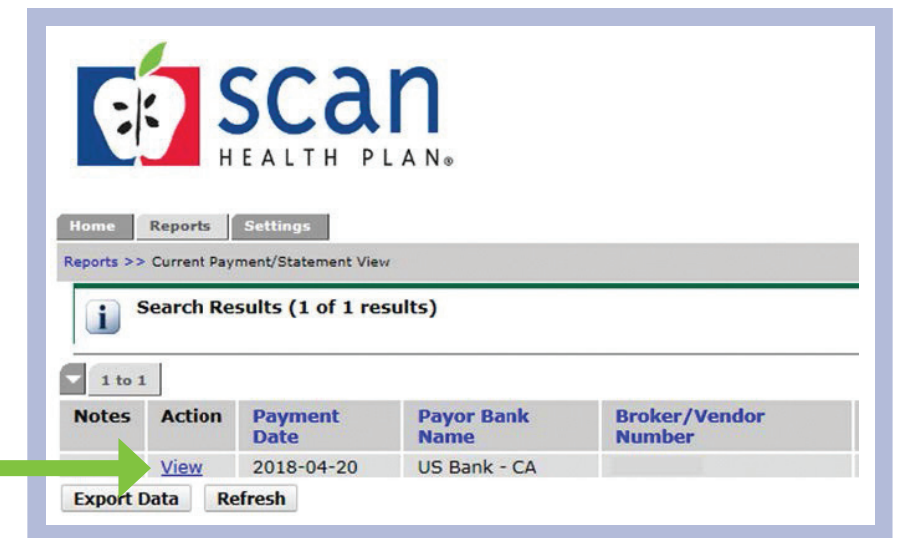 scan
HEALTH PLAN®
Home Reports Settings
Reports >> Current Payment/Statement View
i Search Results (1 of 1 results)
1 to 1
Notes Action Payment Date Payor Bank Name Broker/Vendor Number
View 2018-04-20 US Bank - CA
Export Data Refresh